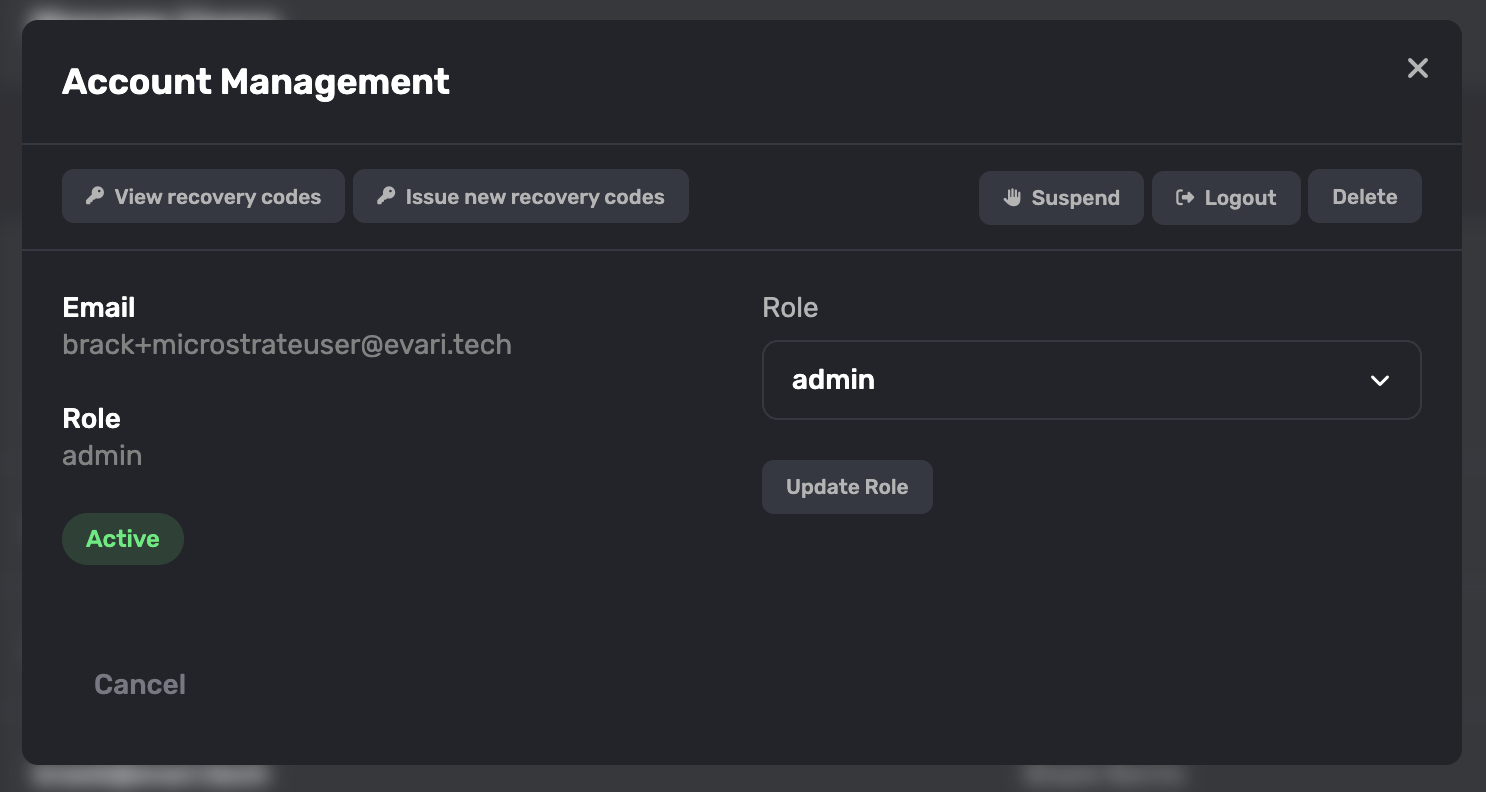 Account Management
View recovery codes
Issue new recovery codes
Suspend
Logout
Delete
Email
brack+microstrateuser@evari.tech
Role
admin
Active
Role
admin
Update Role
Cancel